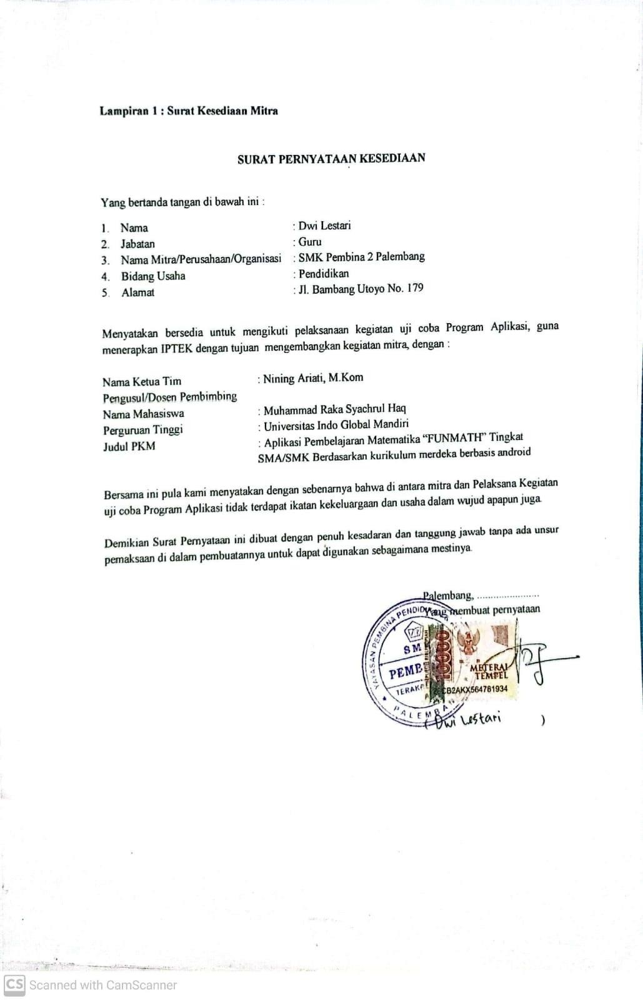 Lampiran 1 : Surat Kesediaan Mitra
SURAT PERNYATAAN KESEDIAAN
Yang bertanda tangan di bawah ini :
1. Nama : Dwi Lestari
2. Jabatan : Guru
3. Nama Mitra/Perusahaan/Organisasi : SMK Pembina 2 Palembang
4. Bidang Usaha : Pendidikan
5. Alamat : Jl. Bambang Utoyo No. 179
Menyatakan bersedia untuk mengikuti pelaksanaan kegiatan uji coba Program Aplikasi, guna
menerapkan IPTEK dengan tujuan mengembangkan kegiatan mitra, dengan :
Nama Ketua Tim : Nining Ariati, M.Kom
Pengusul/Dosen Pembimbing
Nama Mahasiswa : Muhammad Raka Syachrul Haq
Perguruan Tinggi : Universitas Indo Global Mandiri
Judul PKM : Aplikasi Pembelajaran Matematika “FUNMATH” Tingkat
SMA/SMK Berdasarkan kurikulum merdeka berbasis android
Bersama ini pula kami menyatakan dengan sebenarnya bahwa di antara mitra dan Pelaksana Kegiatan
uji coba Program Aplikasi tidak terdapat ikatan kekeluargaan dan usaha dalam wujud apapun juga.
Demikian Surat Pernyataan ini dibuat dengan penuh kesadaran dan tanggung jawab tanpa ada unsur
pemaksaan di dalam pembuatannya untuk dapat digunakan sebagaimana mestinya.
Palembang, ......................
Yang membuat pernyataan
YAYASAN PEMBINA
SM
PEMB
TERAK
PALEMBAN
10000
METERAI
TEMPEL
CB2AKX564781934
( Dwi Lestari )
CS Scanned with CamScanner